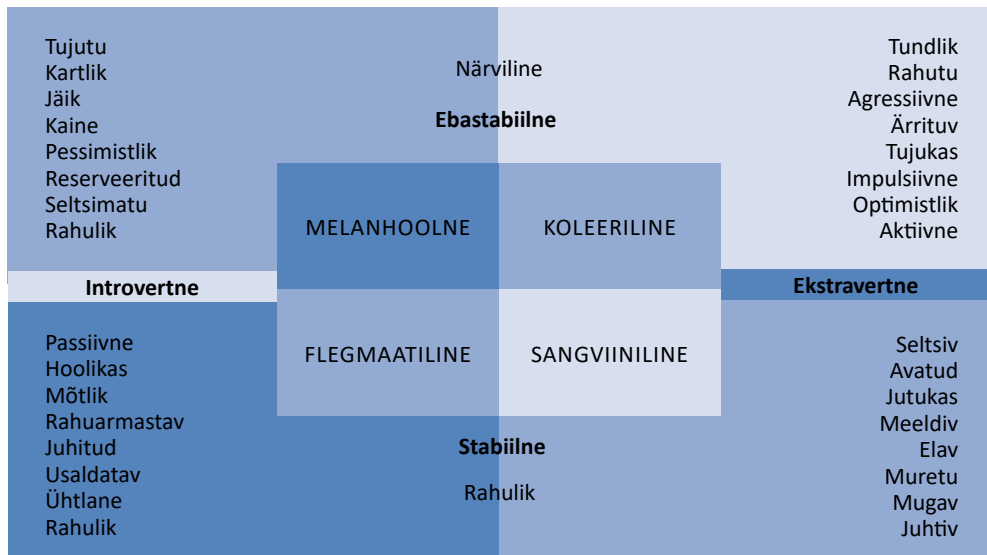 Tujutu
Kartlik
Jäik
Kaine
Pessimistlik
Reserveeritud
Seltsimatu
Rahulik
Närviline
Ebastabiilne
Tundlik
Rahutu
Agressiivne
Ärrituv
Tujukas
Impulsiivne
Optimistlik
Aktiivne
MELANHOOLNE
KOLEERILINE
Introvertne
Ekstravertne
FLEGMAATILINE
SANGVIINILINE
Passiivne
Hoolikas
Mõtlik
Rahuarmastav
Juhitud
Usaldatav
Ühtlane
Rahulik
Stabiilne
Rahulik
Seltsiv
Avatud
Jutukas
Meeldiv
Elav
Muretu
Mugav
Juhtiv